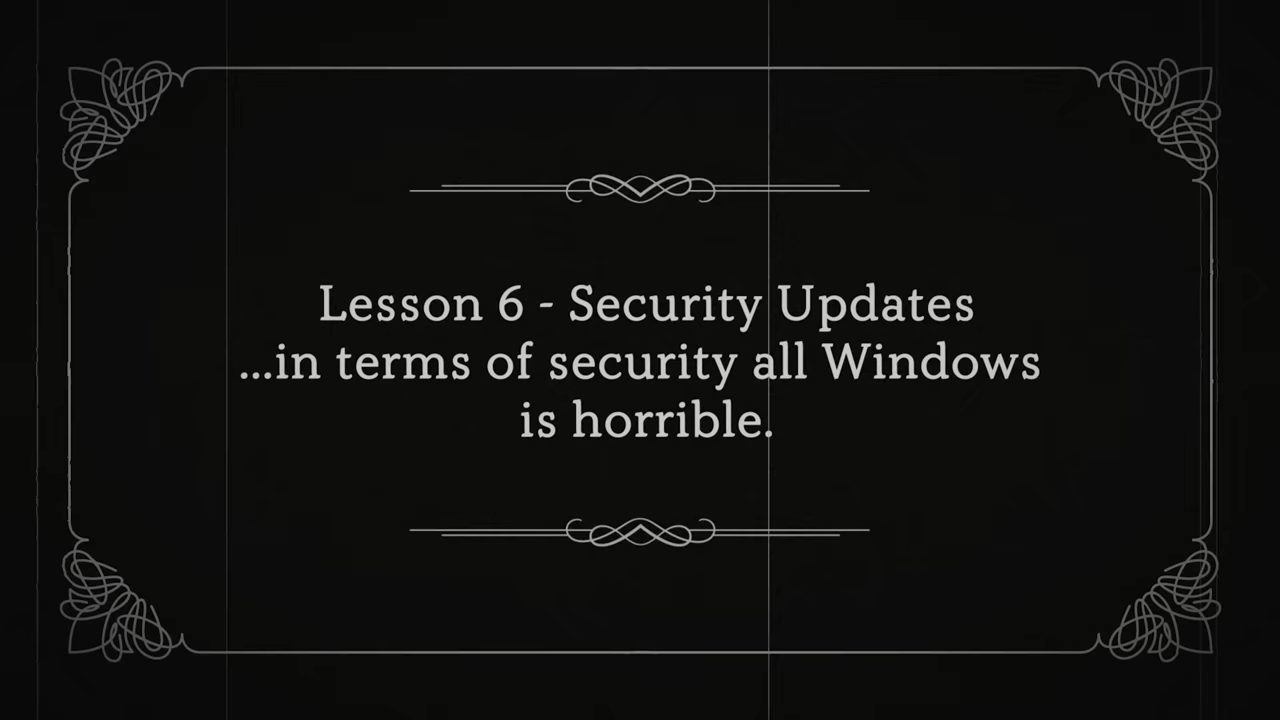 Lesson 6 - Security Updates
...in terms of security all Windows
is horrible.